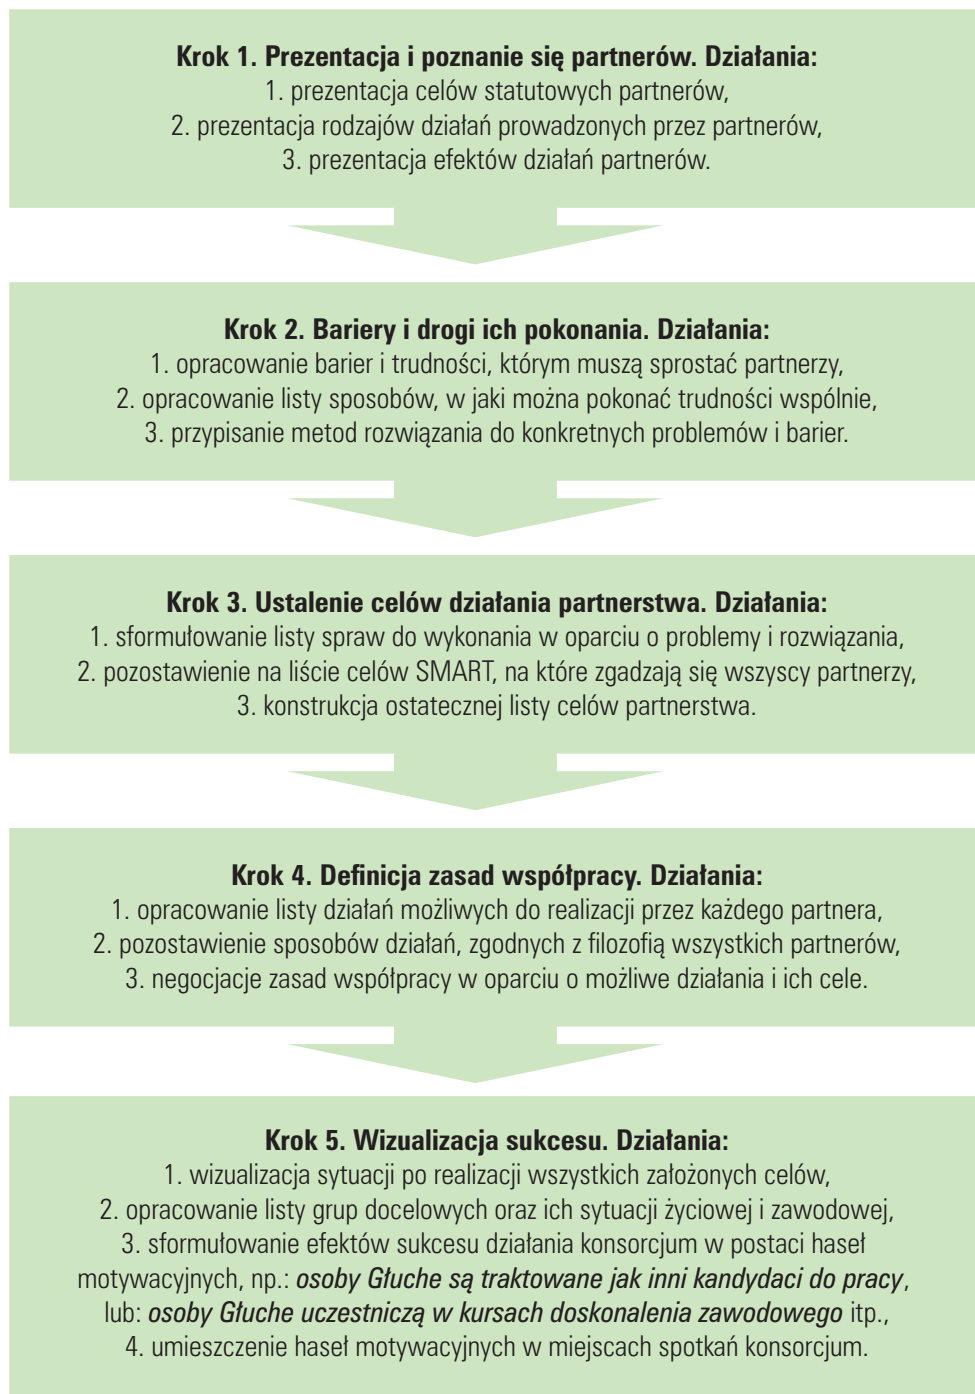 Krok 1. Prezentacja i poznanie się partnerów. Działania:
1. prezentacja celów statutowych partnerów,
2. prezentacja rodzajów działań prowadzonych przez partnerów,
3. prezentacja efektów działań partnerów.
Krok 2. Bariery i drogi ich pokonania. Działania:
1. opracowanie barier i trudności, którym muszą sprostać partnerzy,
2. opracowanie listy sposobów, w jaki można pokonać trudności wspólnie,
3. przypisanie metod rozwiązania do konkretnych problemów i barier.
Krok 3. Ustalenie celów działania partnerstwa. Działania:
1. sformułowanie listy spraw do wykonania w oparciu o problemy i rozwiązania,
2. pozostawienie na liście celów SMART, na które zgadzają się wszyscy partnerzy,
3. konstrukcja ostatecznej listy celów partnerstwa.
Krok 4. Definicja zasad współpracy. Działania:
1. opracowanie listy działań możliwych do realizacji przez każdego partnera,
2. pozostawienie sposobów działań, zgodnych z filozofią wszystkich partnerów,
3. negocjacje zasad współpracy w oparciu o możliwe działania i ich cele.
Krok 5. Wizualizacja sukcesu. Działania:
1. wizualizacja sytuacji po realizacji wszystkich założonych celów,
2. opracowanie listy grup docelowych oraz ich sytuacji życiowej i zawodowej,
3. sformułowanie efektów sukcesu działania konsorcjum w postaci haseł
motywacyjnych, np.: osoby Głuche są traktowane jak inni kandydaci do pracy,
lub: osoby Głuche uczestniczą w kursach doskonalenia zawodowego itp.,
4. umieszczenie haseł motywacyjnych w miejscach spotkań konsorcjum.